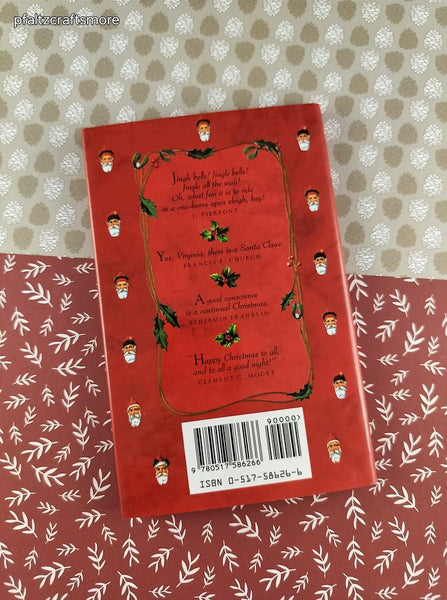 pfaltzcraftsmore
Jingle bells! Jingle bells!
Jingle all the way!
Oh, what fun it is to ride
in a one-horse open sleigh, hey!
J. PIERPONT
Yes, Virginia, there is a Santa Claus.
FRANCIS P. CHURCH
A good conscience
is a continual Christmas.
BENJAMIN FRANKLIN
"Happy Christmas to all,
and to all a good night!"
CLEMENT C. MOORE
90000>
9 780517 586266
ISBN 0-517-58626-6